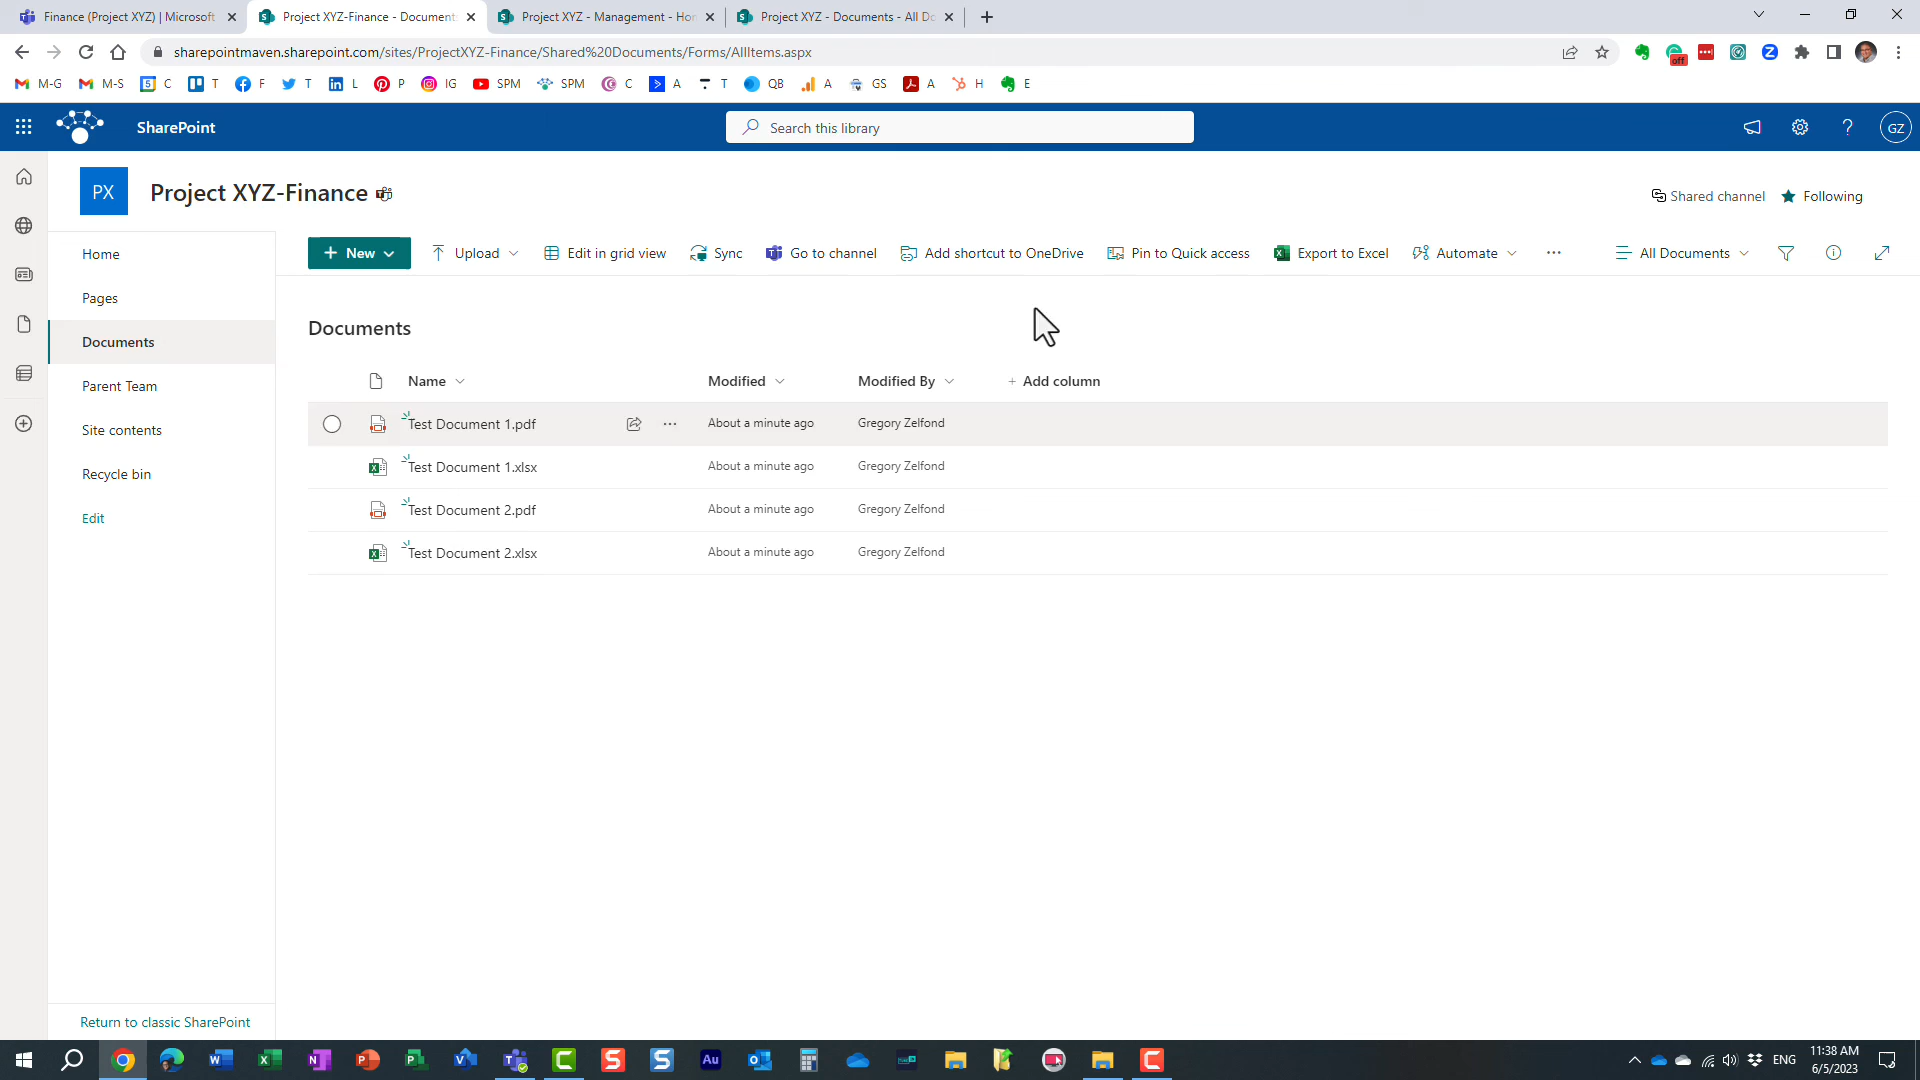 Finance (Project XYZ) | Microsoft
Project XYZ-Finance - Document
Project XYZ - Management - Ho
Project XYZ - Documents - All Do
sharepointmaven.sharepoint.com/sites/ProjectXYZ-Finance/Shared%20Documents/Forms/AllItems.aspx
off
M-G M-S C T F T L P IG SPM SPM C A T QB A GS A H E
SharePoint
Search this library
GZ
PX
Project XYZ-Finance
Shared channel
Following
Home
Pages
Documents
Parent Team
Site contents
Recycle bin
Edit
Return to classic SharePoint
New Upload Edit in grid view Sync Go to channel Add shortcut to OneDrive Pin to Quick access Export to Excel Automate All Documents
Documents
Name Modified Modified By + Add column
Test Document 1.pdf About a minute ago Gregory Zelfond
Test Document 1.xlsx About a minute ago Gregory Zelfond
Test Document 2.pdf About a minute ago Gregory Zelfond
Test Document 2.xlsx About a minute ago Gregory Zelfond
ENG
11:38 AM
6/5/2023